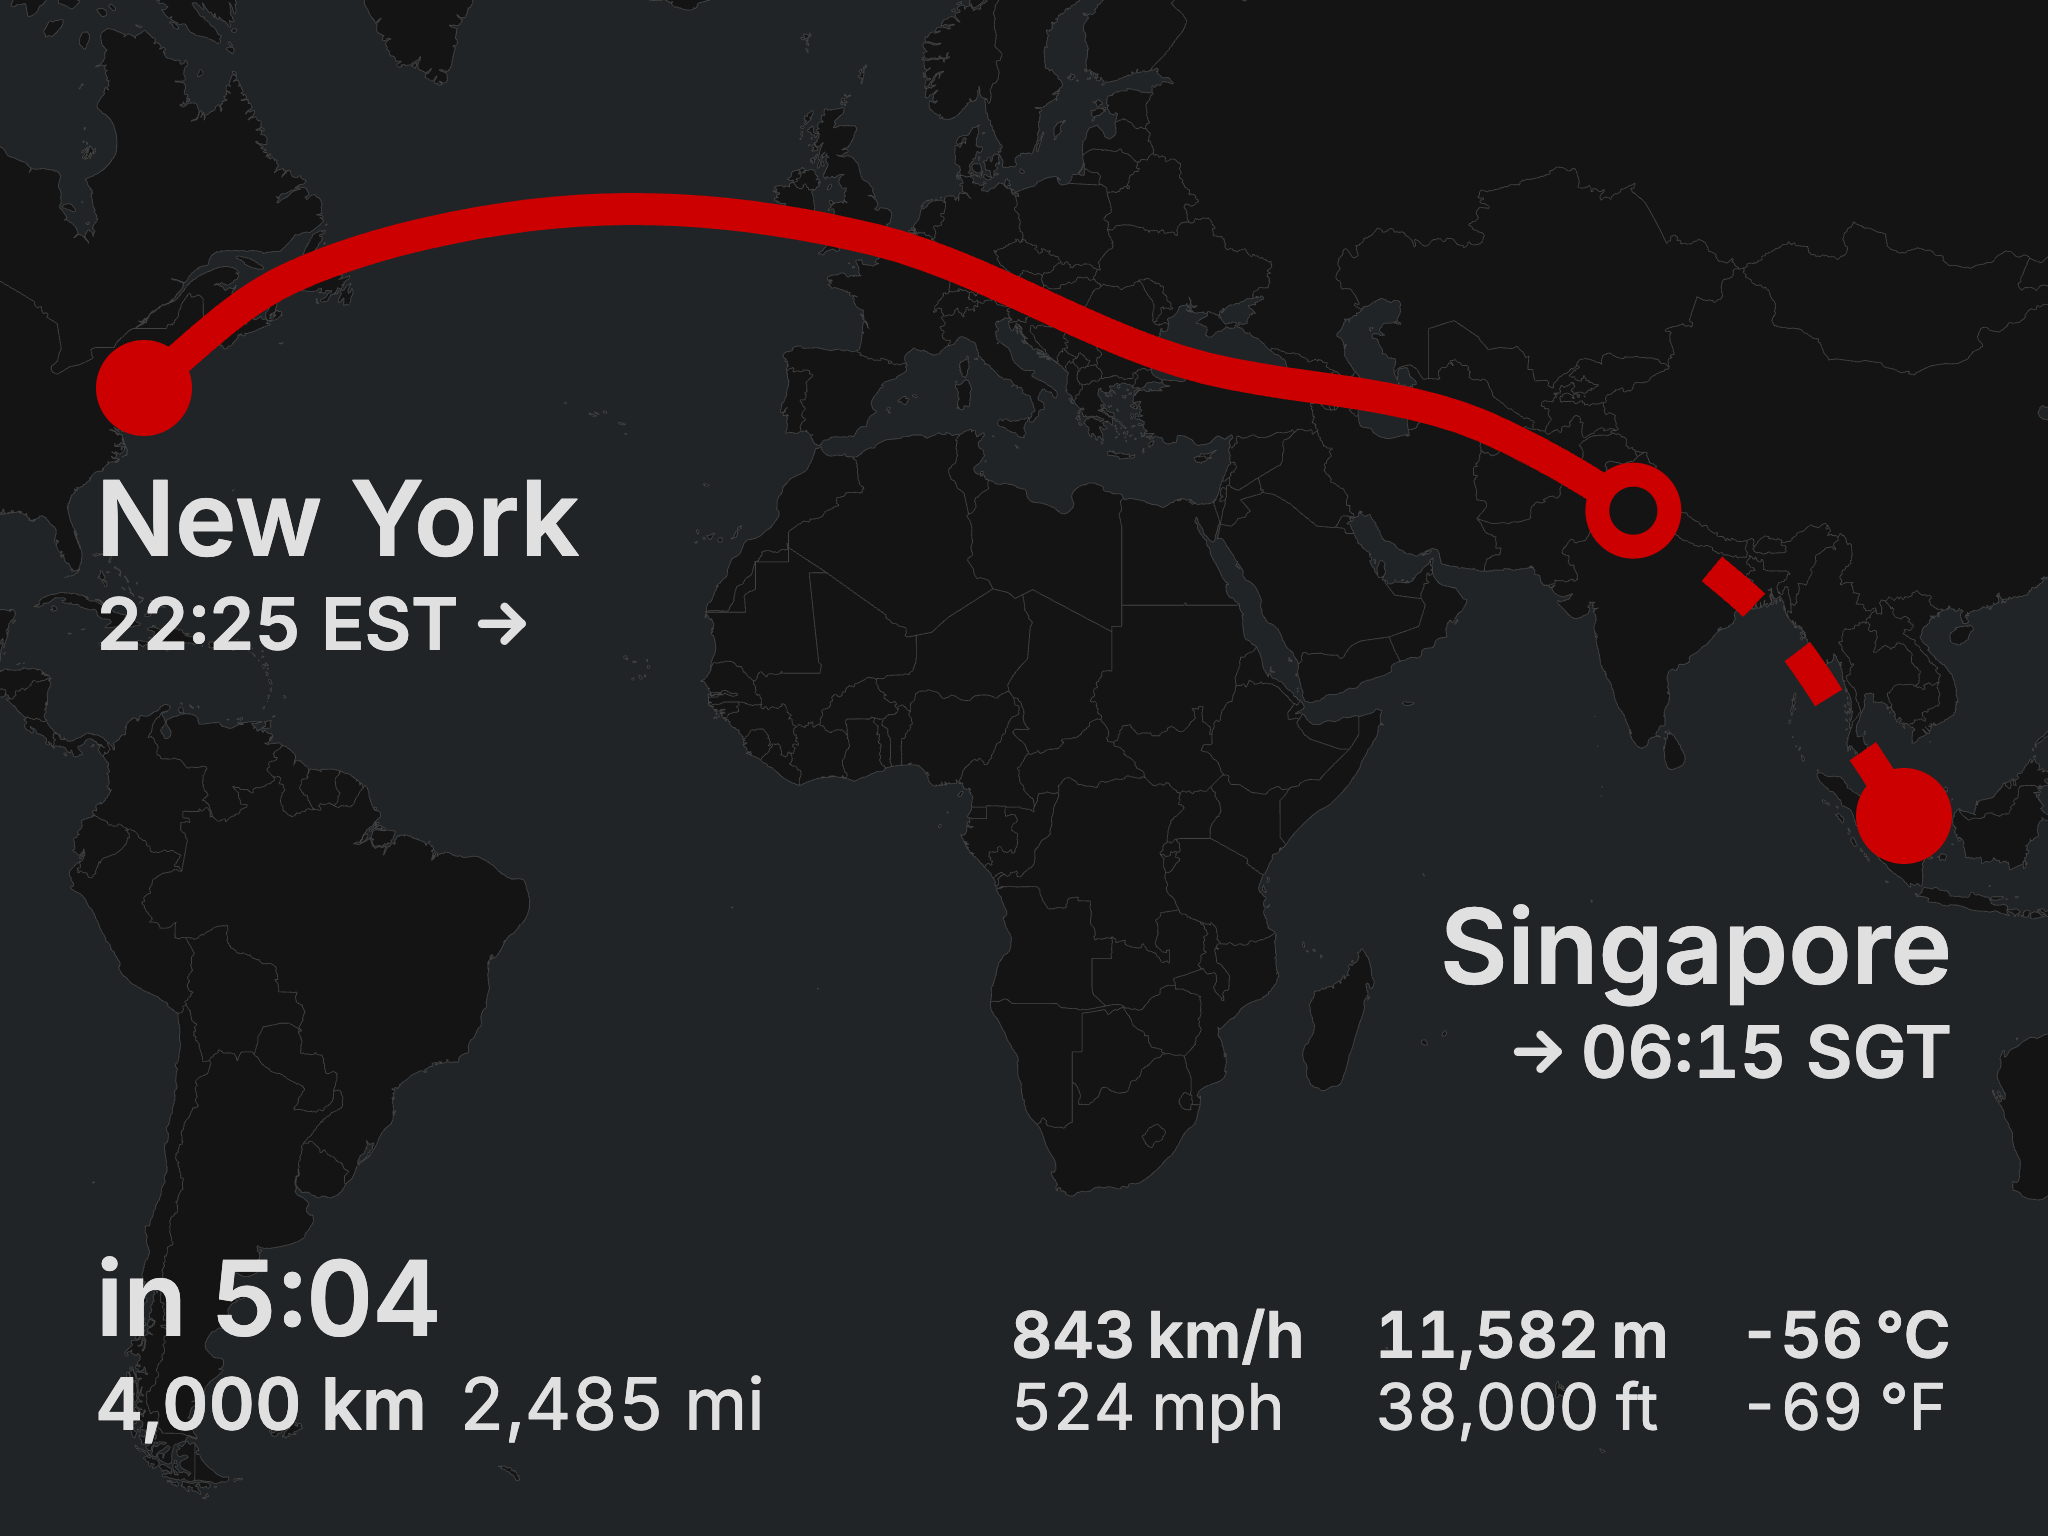 New York
22:25 EST →
Singapore
→ 06:15 SGT
in 5:04
4,000 km 2,485 mi
843 km/h 11,582 m -56 °C
524 mph 38,000 ft -69 °F